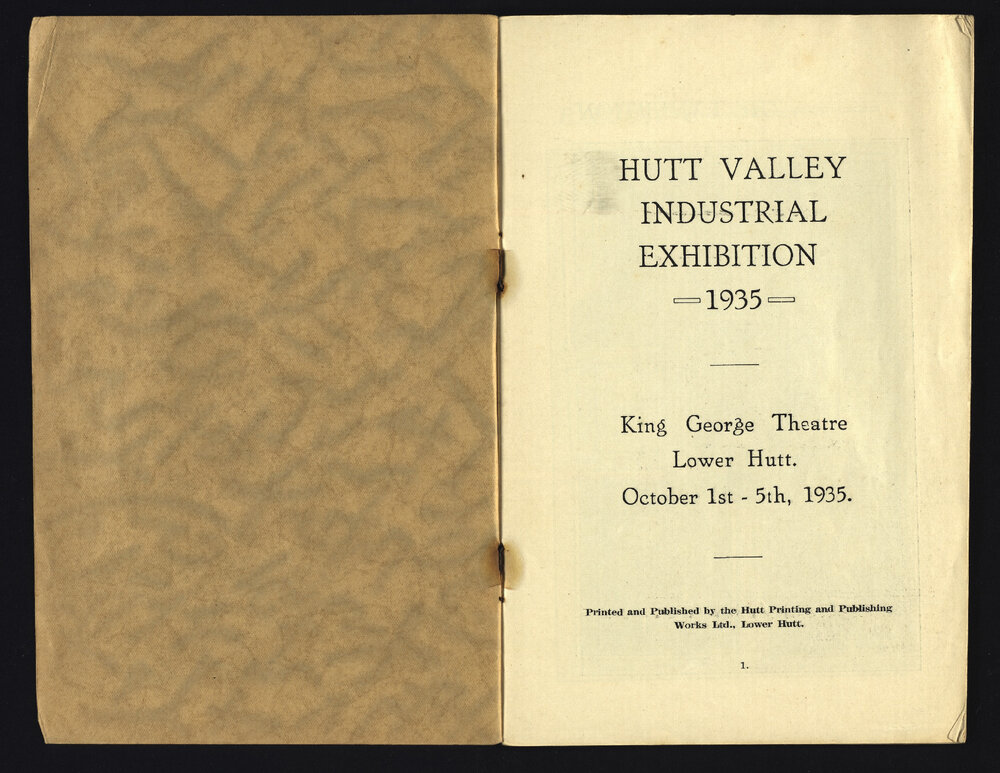 HUTT VALLEY
INDUSTRIAL
EXHIBITION
1935
King George Theatre
Lower Hutt.
October 1st - 5th, 1935.
Printed and Published by the Hutt Printing and Publishing
Works Ltd., Lower Hutt.
1.